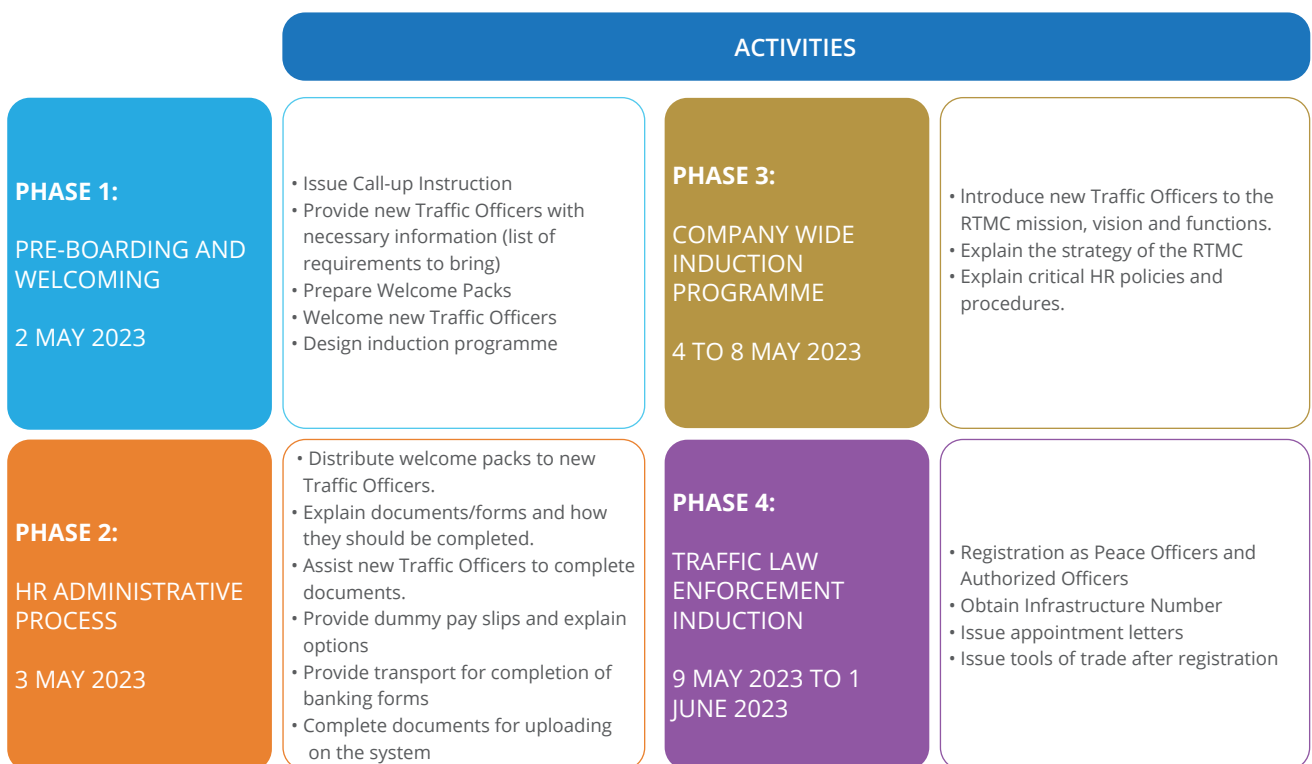 ACTIVITIES
PHASE 1:
PRE-BOARDING AND
WELCOMING
2 MAY 2023
• Issue Call-up Instruction
• Provide new Traffic Officers with
necessary information (list of
requirements to bring)
• Prepare Welcome Packs
• Welcome new Traffic Officers
• Design induction programme
PHASE 2:
HR ADMINISTRATIVE
PROCESS
3 MAY 2023
• Distribute welcome packs to new
Traffic Officers.
• Explain documents/forms and how
they should be completed.
• Assist new Traffic Officers to complete
documents.
• Provide dummy pay slips and explain
options
• Provide transport for completion of
banking forms
• Complete documents for uploading
on the system
PHASE 3:
COMPANY WIDE
INDUCTION
PROGRAMME
4 TO 8 MAY 2023
• Introduce new Traffic Officers to the
RTMC mission, vision and functions.
• Explain the strategy of the RTMC
• Explain critical HR policies and
procedures.
PHASE 4:
TRAFFIC LAW
ENFORCEMENT
INDUCTION
9 MAY 2023 TO 1
JUNE 2023
• Registration as Peace Officers and
Authorized Officers
• Obtain Infrastructure Number
• Issue appointment letters
• Issue tools of trade after registration